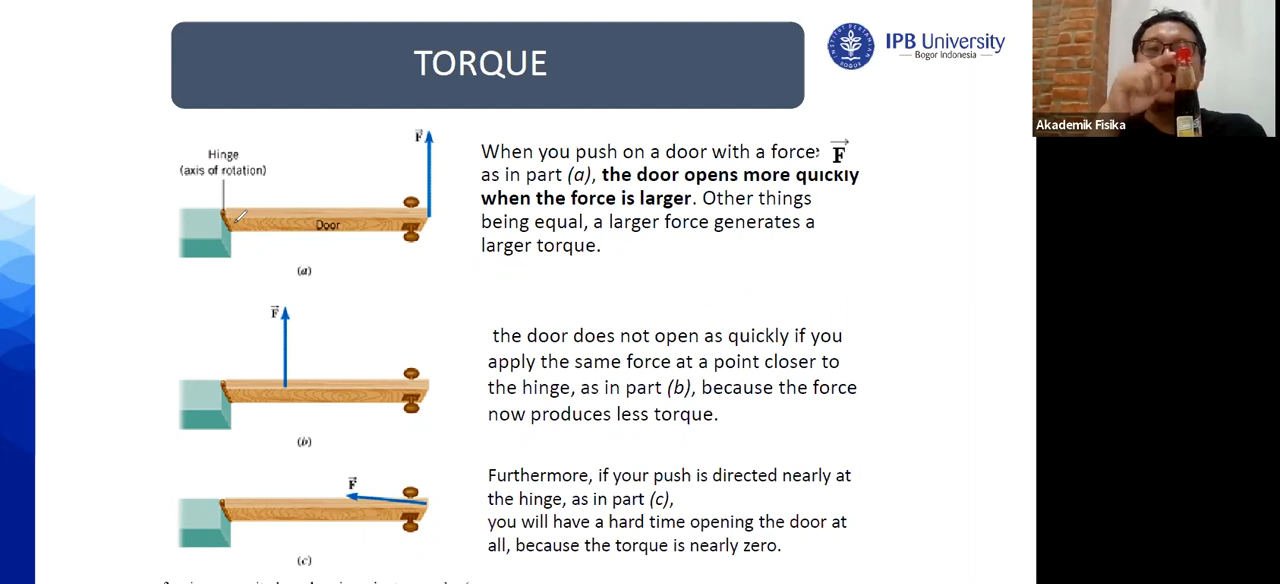 TORQUE
IPB University
Bogor Indonesia
Akademik Fisika
Hinge
(axis of rotation)
F
Door
(a)
When you push on a door with a force F
as in part (a), the door opens more quickly
when the force is larger. Other things
being equal, a larger force generates a
larger torque.
F
(b)
the door does not open as quickly if you
apply the same force at a point closer to
the hinge, as in part (b), because the force
now produces less torque.
F
(c)
Furthermore, if your push is directed nearly at
the hinge, as in part (c),
you will have a hard time opening the door at
all, because the torque is nearly zero.